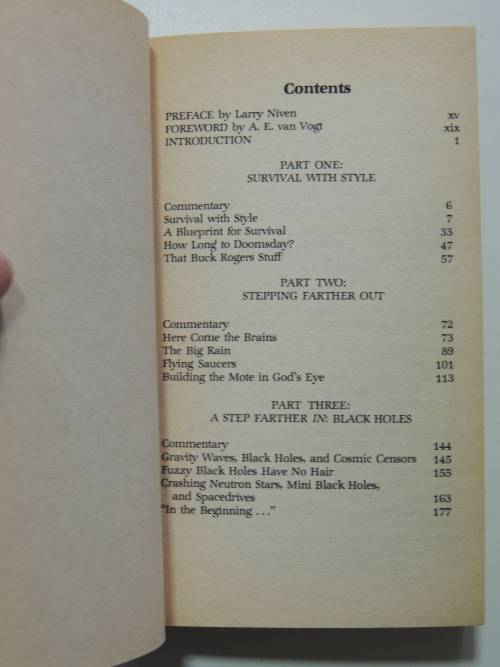 Contents
PREFACE by Larry Niven xv
FOREWORD by A. E. van Vogt xix
INTRODUCTION 1
PART ONE:
SURVIVAL WITH STYLE
Commentary 6
Survival with Style 7
A Blueprint for Survival 33
How Long to Doomsday? 47
That Buck Rogers Stuff 57
PART TWO:
STEPPING FARTHER OUT
Commentary 72
Here Come the Brains 73
The Big Rain 89
Flying Saucers 101
Building the Mote in God's Eye 113
PART THREE:
A STEP FARTHER IN: BLACK HOLES
Commentary 144
Gravity Waves, Black Holes, and Cosmic Censors 145
Fuzzy Black Holes Have No Hair 155
Crashing Neutron Stars, Mini Black Holes,
and Spacedrives 163
"In the Beginning . . ." 177